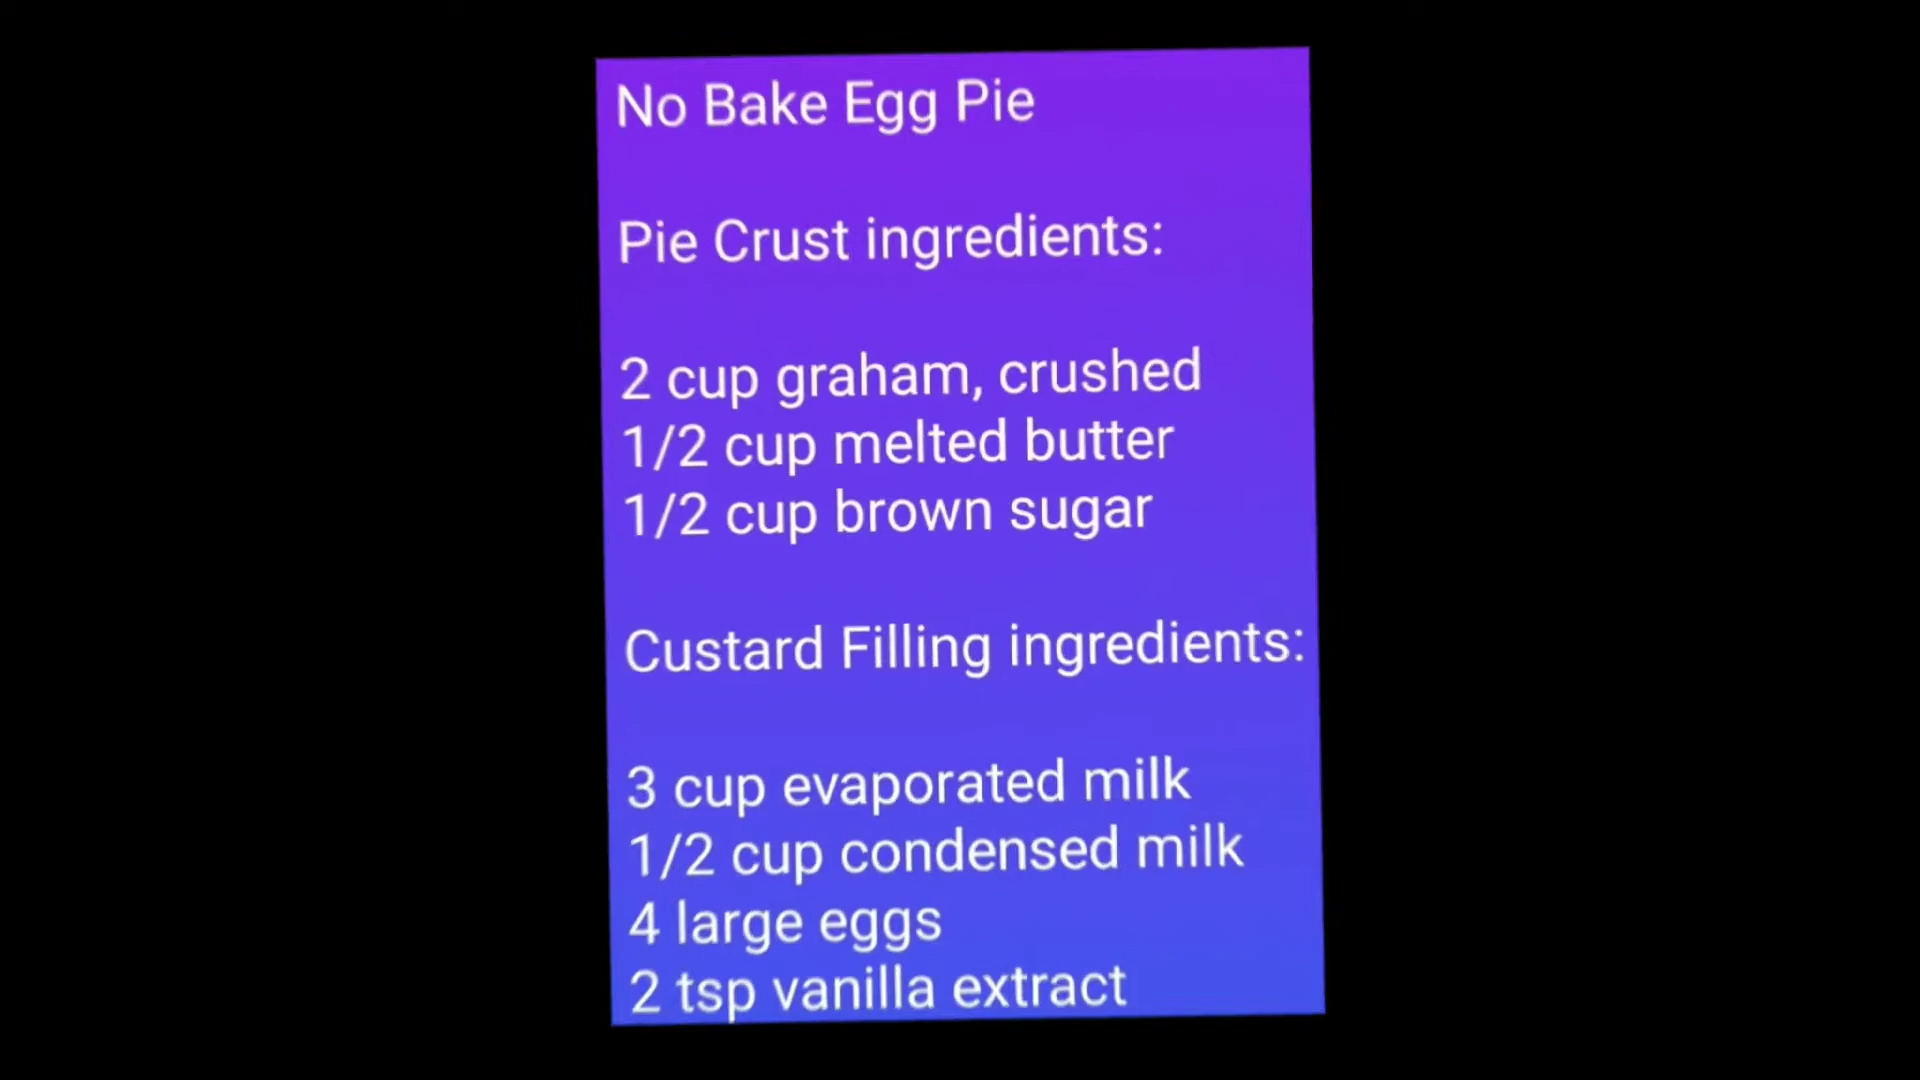 No Bake Egg Pie
Pie Crust ingredients:
2 cup graham, crushed
1/2 cup melted butter
1/2 cup brown sugar
Custard Filling ingredients:
3 cup evaporated milk
1/2 cup condensed milk
4 large eggs
2 tsp vanilla extract